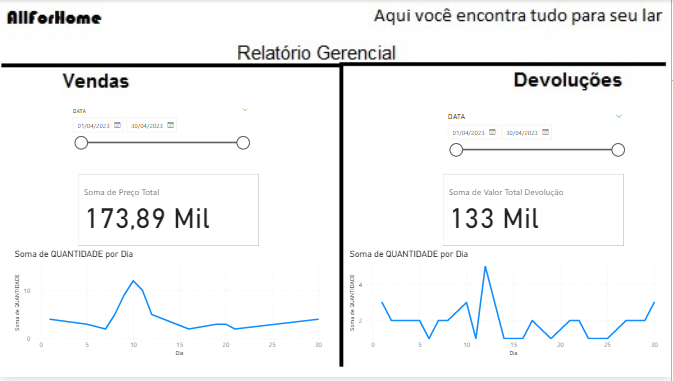 AllForHome
Aqui você encontra tudo para seu lar
Relatório Gerencial
Vendas
DATA
01/04/2023
30/04/2023
Soma de Preço Total
173,89 Mil
Soma de QUANTIDADE por Dia
Soma de QUANTIDADE
10
0
0 5 10 15 20 25 30
Dia
Devoluções
DATA
01/04/2023
30/04/2023
Soma de Valor Total Devolução
133 Mil
Soma de QUANTIDADE por Dia
Soma de QUANTIDADE
4
2
0 5 10 15 20 25 30
Dia